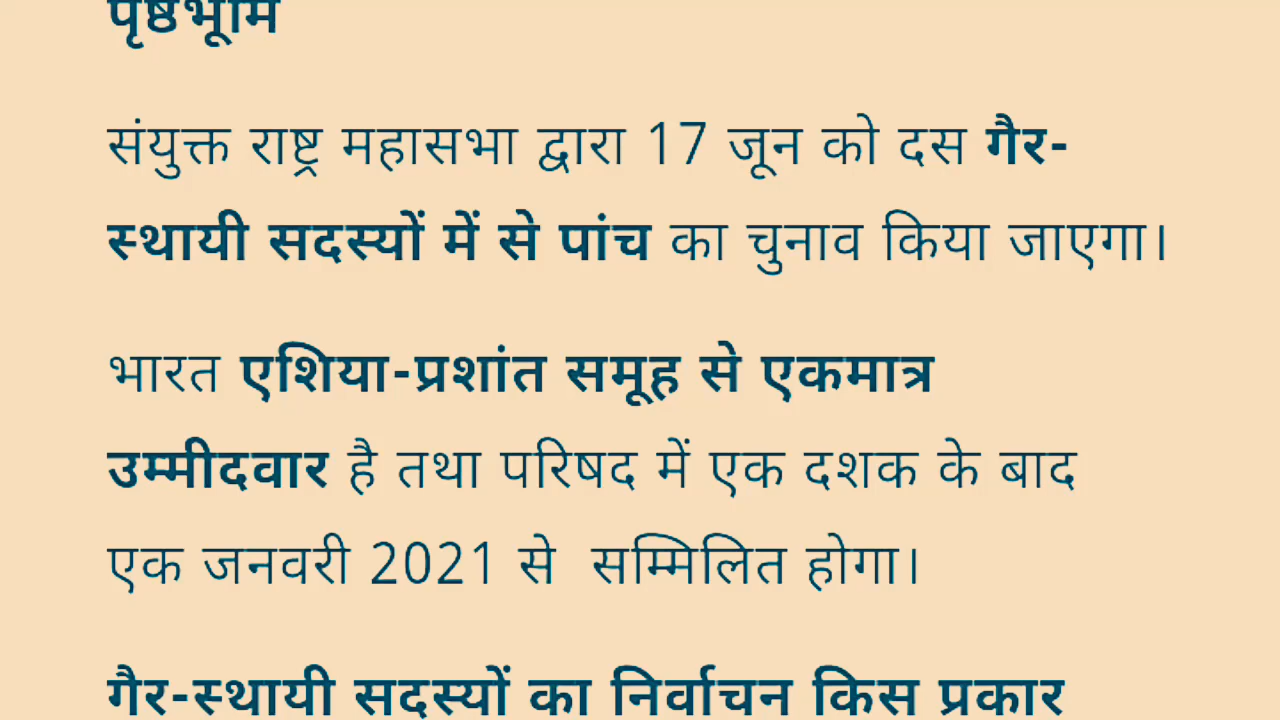 पृष्ठभूमि
संयुक्त राष्ट्र महासभा द्वारा 17 जून को दस गैर-
स्थायी सदस्यों में से पांच का चुनाव किया जाएगा।
भारत एशिया-प्रशांत समूह से एकमात्र
उम्मीदवार है तथा परिषद में एक दशक के बाद
एक जनवरी 2021 से सम्मिलित होगा।
गैर-स्थायी सदस्यों का निर्वाचन किस प्रकार